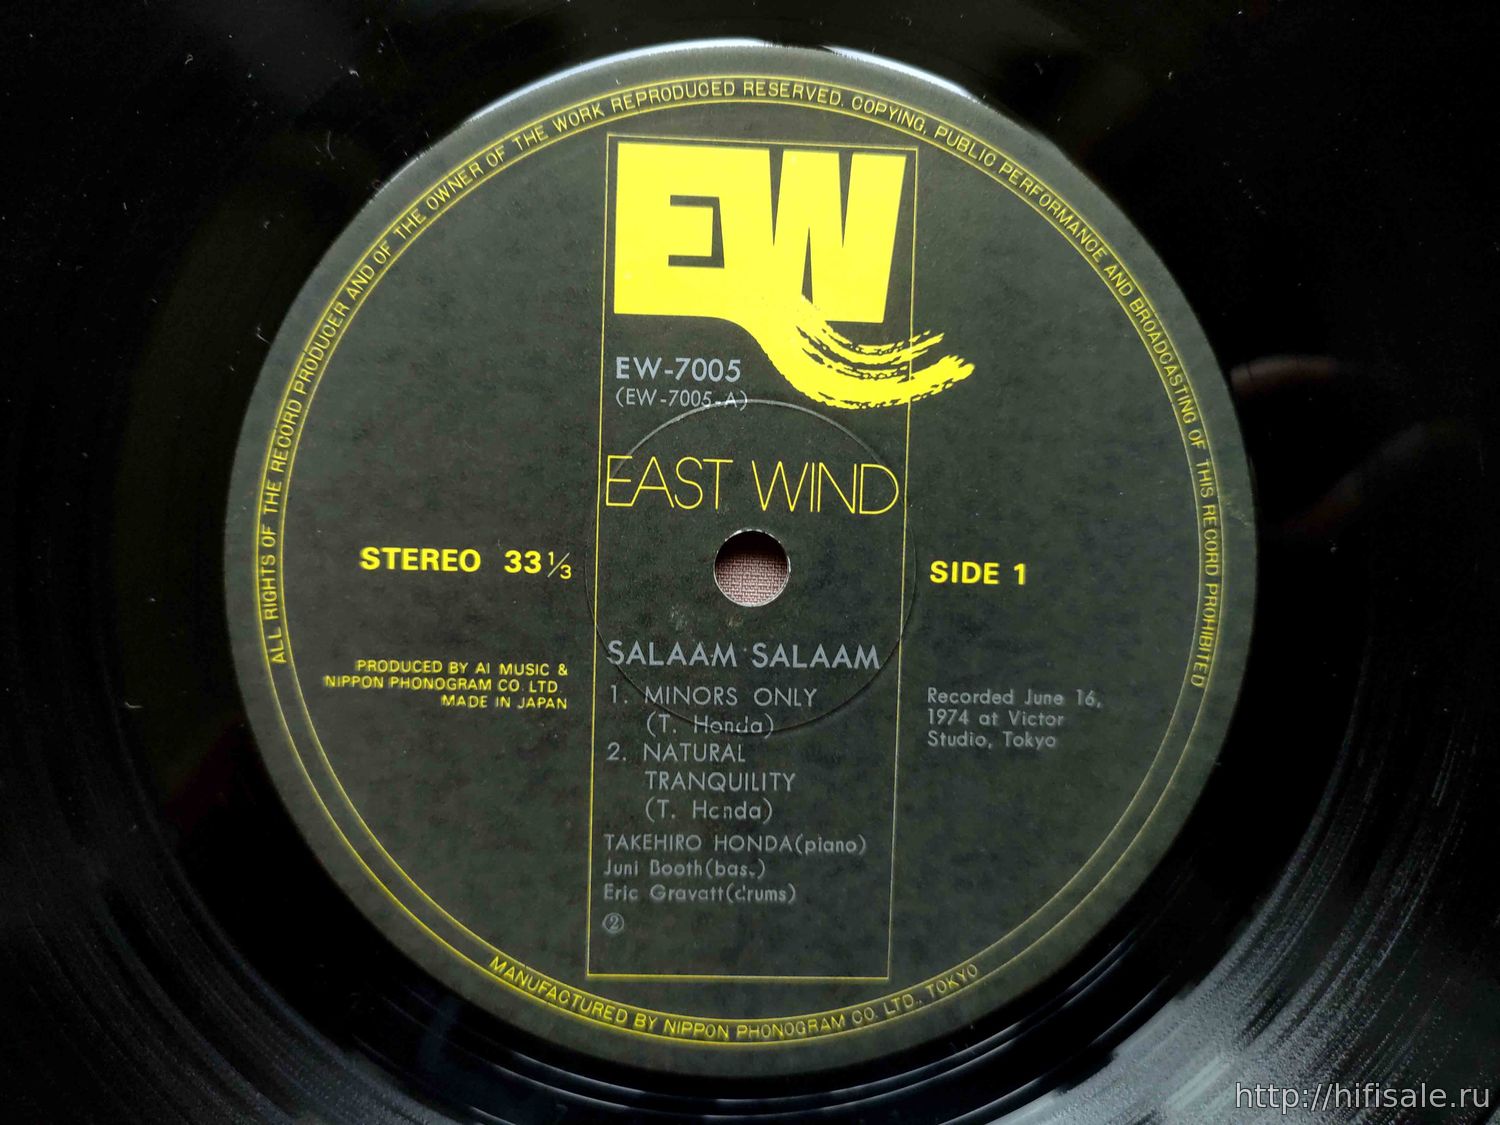 ALL RIGHTS OF THE RECORD PRODUCER AND OF THE OWNER OF THE WORK REPRODUCED RESERVED. COPYING, PUBLIC PERFORMANCE AND BROADCASTING OF THIS RECORD PROHIBITED
EW
EW-7005
(EW-7005-A)
EAST WIND
STEREO 33 1/3
SIDE 1
PRODUCED BY AI MUSIC &
NIPPON PHONOGRAM CO. LTD.
MADE IN JAPAN
SALAAM SALAAM
1. MINORS ONLY
(T. Honda)
2. NATURAL
TRANQUILITY
(T. Honda)
Recorded June 16,
1974 at Victor
Studio, Tokyo
TAKEHIRO HONDA(piano)
Juni Booth(bass)
Eric Gravatt(drums)
②
MANUFACTURED BY NIPPON PHONOGRAM CO. LTD., TOKYO
http://hifisale.ru